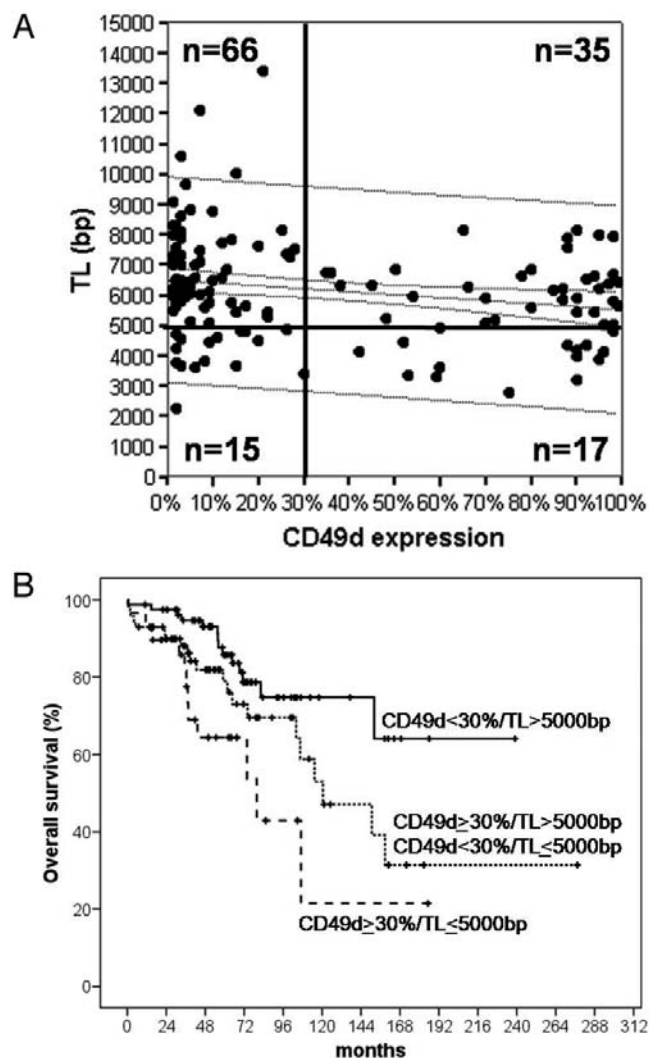 A
15000
14000
13000
12000
11000
10000
9000
8000
7000
6000
5000
4000
3000
2000
1000
0
TL (bp)
n=66
n=35
n=15
n=17
0% 10% 20% 30% 40% 50% 60% 70% 80% 90% 100%
CD49d expression
B
100
80
60
40
20
0
Overall survival (%)
CD49d<30%/TL>5000bp
CD49d≥30%/TL>5000bp
CD49d<30%/TL≤5000bp
CD49d≥30%/TL≤5000bp
0 24 48 72 96 120 144 168 192 216 240 264 288 312
months